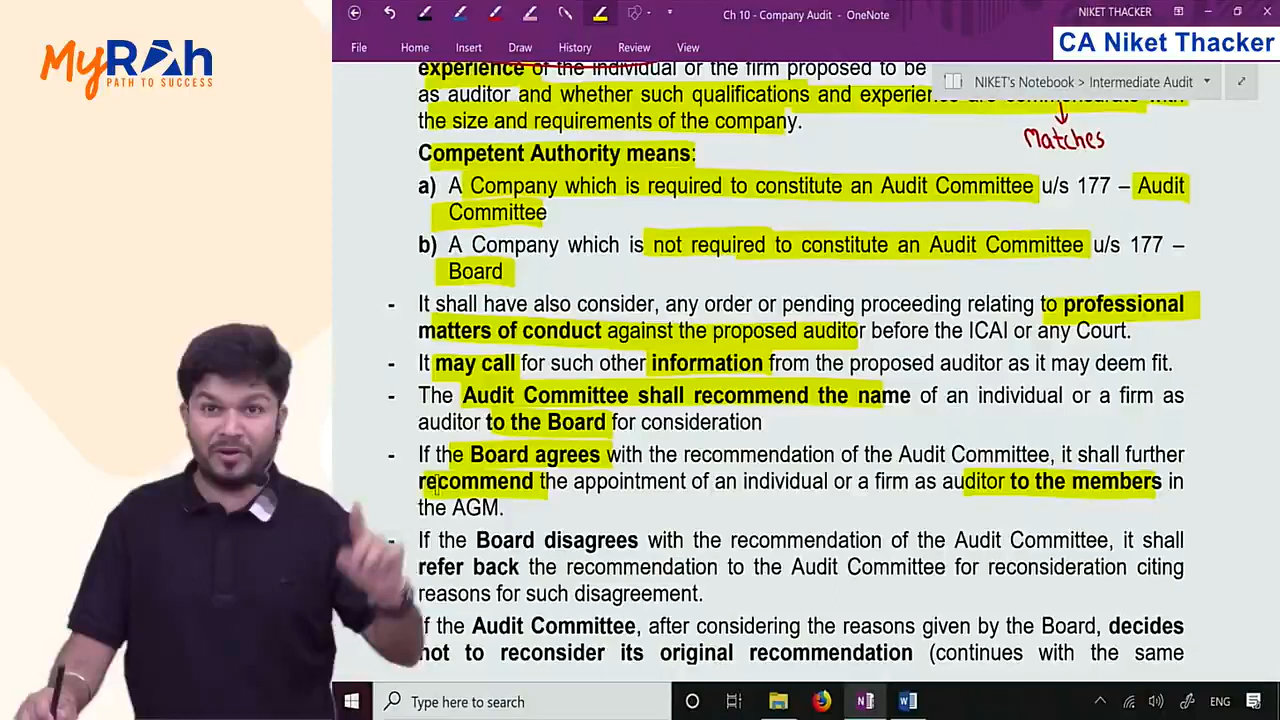 MyRAh
PATH TO SUCCESS
Ch 10 - Company Audit - OneNote
NIKET THACKER
CA Niket Thacker
File Home Insert Draw History Review View
NIKET's Notebook > Intermediate Audit
experience of the individual or the firm proposed to be
as auditor and whether such qualifications and experience are commensurate with
the size and requirements of the company.
Matches
Competent Authority means:
a) A Company which is required to constitute an Audit Committee u/s 177 – Audit
Committee
b) A Company which is not required to constitute an Audit Committee u/s 177 –
Board
- It shall have also consider, any order or pending proceeding relating to professional
matters of conduct against the proposed auditor before the ICAI or any Court.
- It may call for such other information from the proposed auditor as it may deem fit.
- The Audit Committee shall recommend the name of an individual or a firm as
auditor to the Board for consideration
- If the Board agrees with the recommendation of the Audit Committee, it shall further
recommend the appointment of an individual or a firm as auditor to the members in
the AGM.
- If the Board disagrees with the recommendation of the Audit Committee, it shall
refer back the recommendation to the Audit Committee for reconsideration citing
reasons for such disagreement.
If the Audit Committee, after considering the reasons given by the Board, decides
not to reconsider its original recommendation (continues with the same
Type here to search
ENG